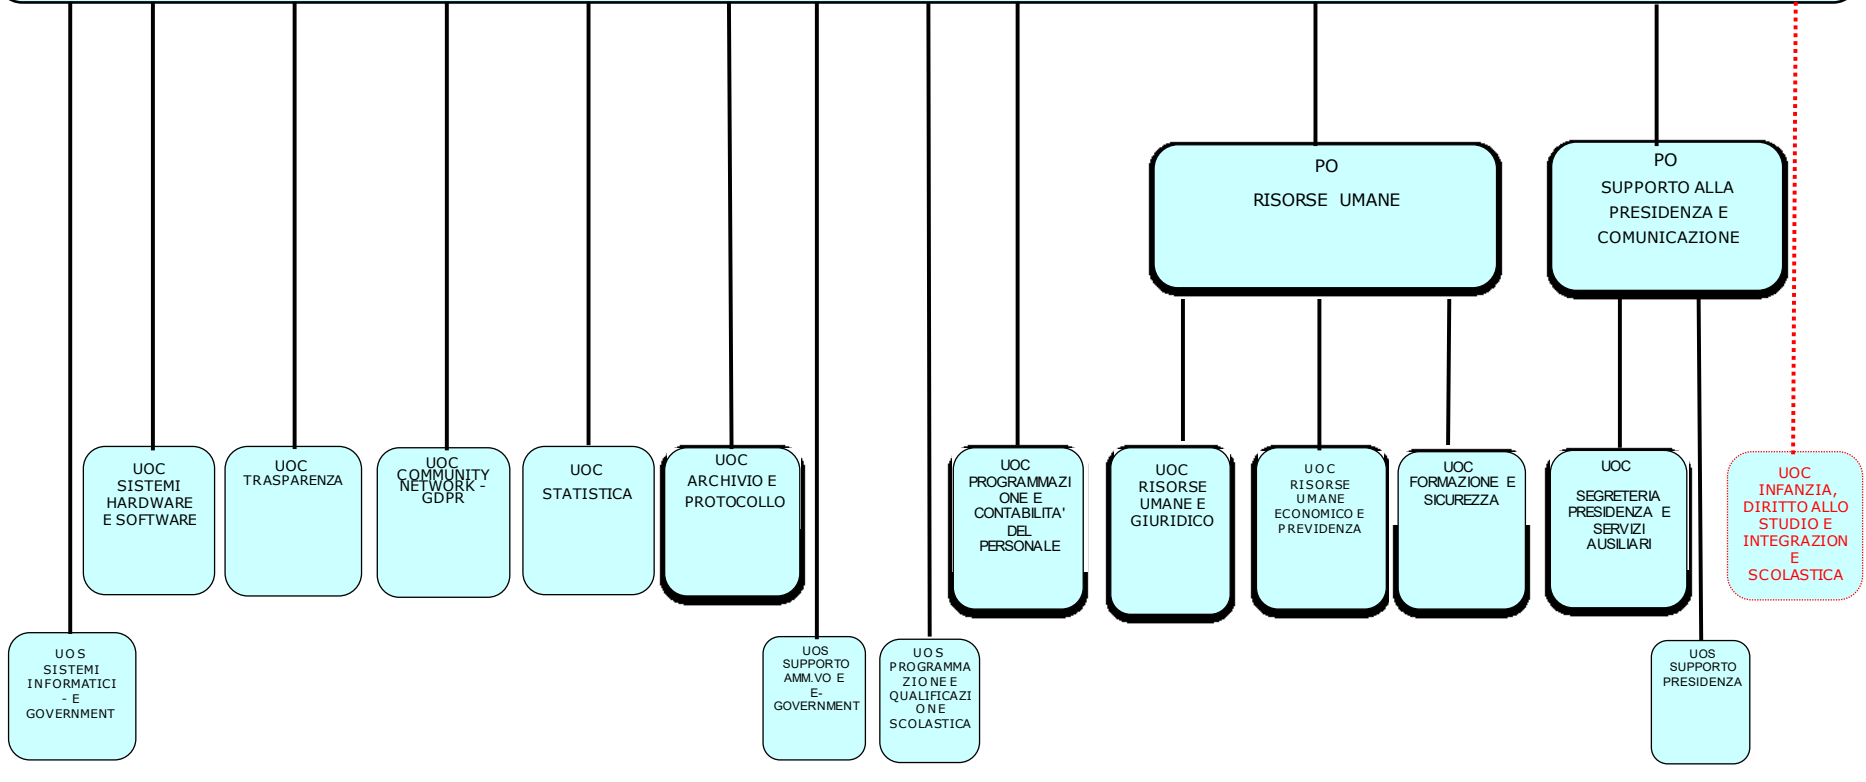 PO
RISORSE UMANE
PO
SUPPORTO ALLA
PRESIDENZA E
COMUNICAZIONE
UOC
SISTEMI
HARDWARE
E SOFTWARE
UOC
TRASPARENZA
UOC
COMMUNITY
NETWORK -
GDPR
UOC
STATISTICA
UOC
ARCHIVIO E
PROTOCOLLO
UOC
PROGRAMMAZI
ONE E
CONTABILITA'
DEL
PERSONALE
UOC
RISORSE
UMANE E
GIURIDICO
UOC
RISORSE
UMANE
ECONOMICO E
PREVIDENZA
UOC
FORMAZIONE E
SICUREZZA
UOC
SEGRETERIA
PRESIDENZA E
SERVIZI
AUSILIARI
UOC
INFANZIA,
DIRITTO ALLO
STUDIO E
INTEGRAZION
E
SCOLASTICA
UOS
SISTEMI
INFORMATICI
- E
GOVERNMENT
UOS
SUPPORTO
AMM.VO E
E-
GOVERNMENT
UOS
PROGRAMMA
ZIONE E
QUALIFICAZI
ONE
SCOLASTICA
UOS
SUPPORTO
PRESIDENZA